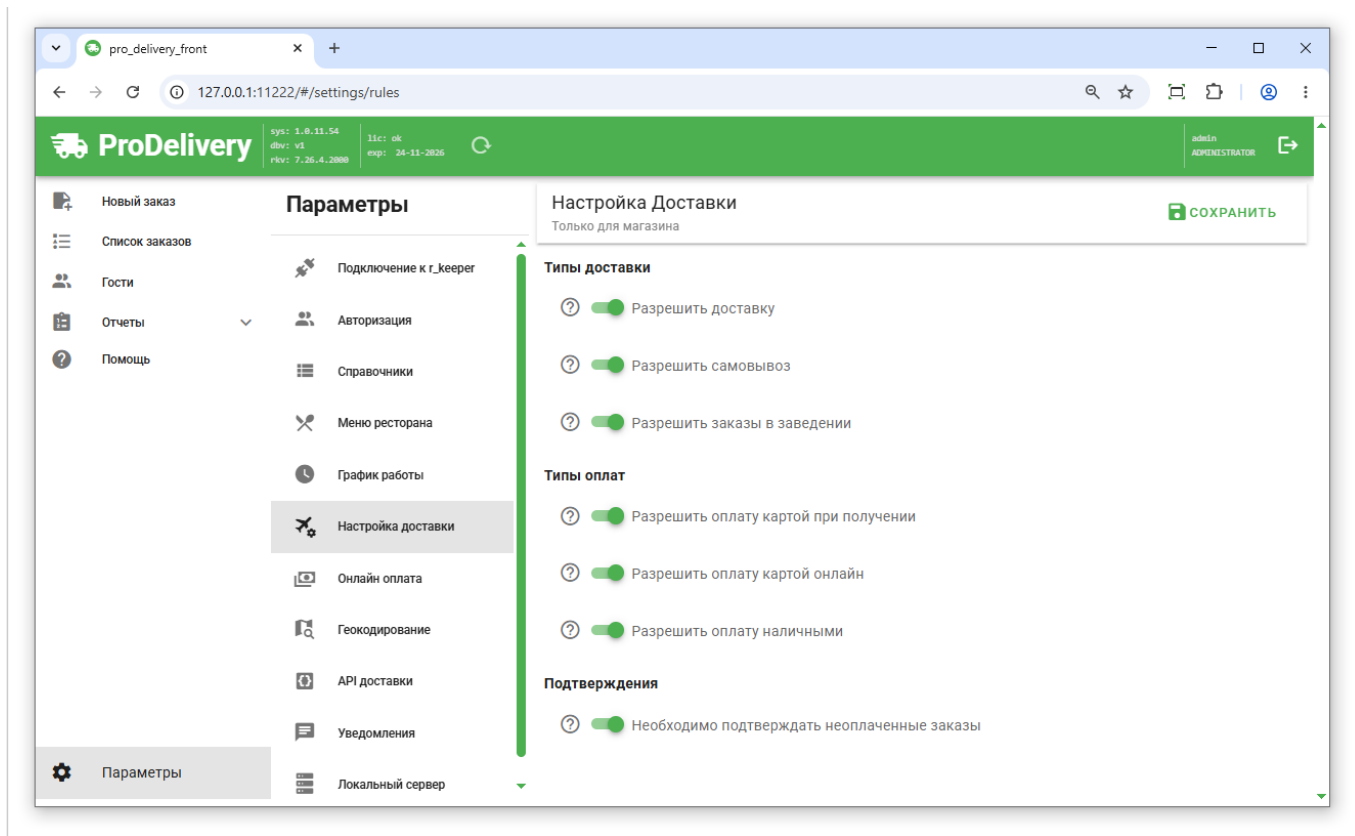 pro_delivery_front
127.0.0.1:11222/#/settings/rules
ProDelivery
sys: 1.0.11.54
dbv: v1
rkv: 7.26.4.2000
lic: ok
exp: 24-11-2026
admin
ADMINISTRATOR
Новый заказ
Список заказов
Гости
Отчеты
Помощь
Параметры
Параметры
Подключение к r_keeper
Авторизация
Справочники
Меню ресторана
График работы
Настройка доставки
Онлайн оплата
Геокодирование
API доставки
Уведомления
Локальный сервер
Настройка Доставки
Только для магазина
СОХРАНИТЬ
Типы доставки
Разрешить доставку
Разрешить самовывоз
Разрешить заказы в заведении
Типы оплат
Разрешить оплату картой при получении
Разрешить оплату картой онлайн
Разрешить оплату наличными
Подтверждения
Необходимо подтверждать неоплаченные заказы